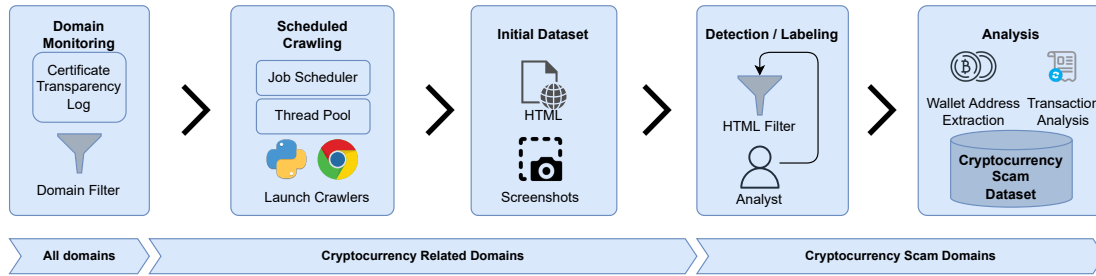 Domain
Monitoring
Certificate
Transparency
Log
Domain Filter
Scheduled
Crawling
Job Scheduler
Thread Pool
Launch Crawlers
Initial Dataset
HTML
Screenshots
Detection / Labeling
HTML Filter
Analyst
Analysis
Wallet Address
Extraction
Transaction
Analysis
Cryptocurrency
Scam
Dataset
All domains
Cryptocurrency Related Domains
Cryptocurrency Scam Domains